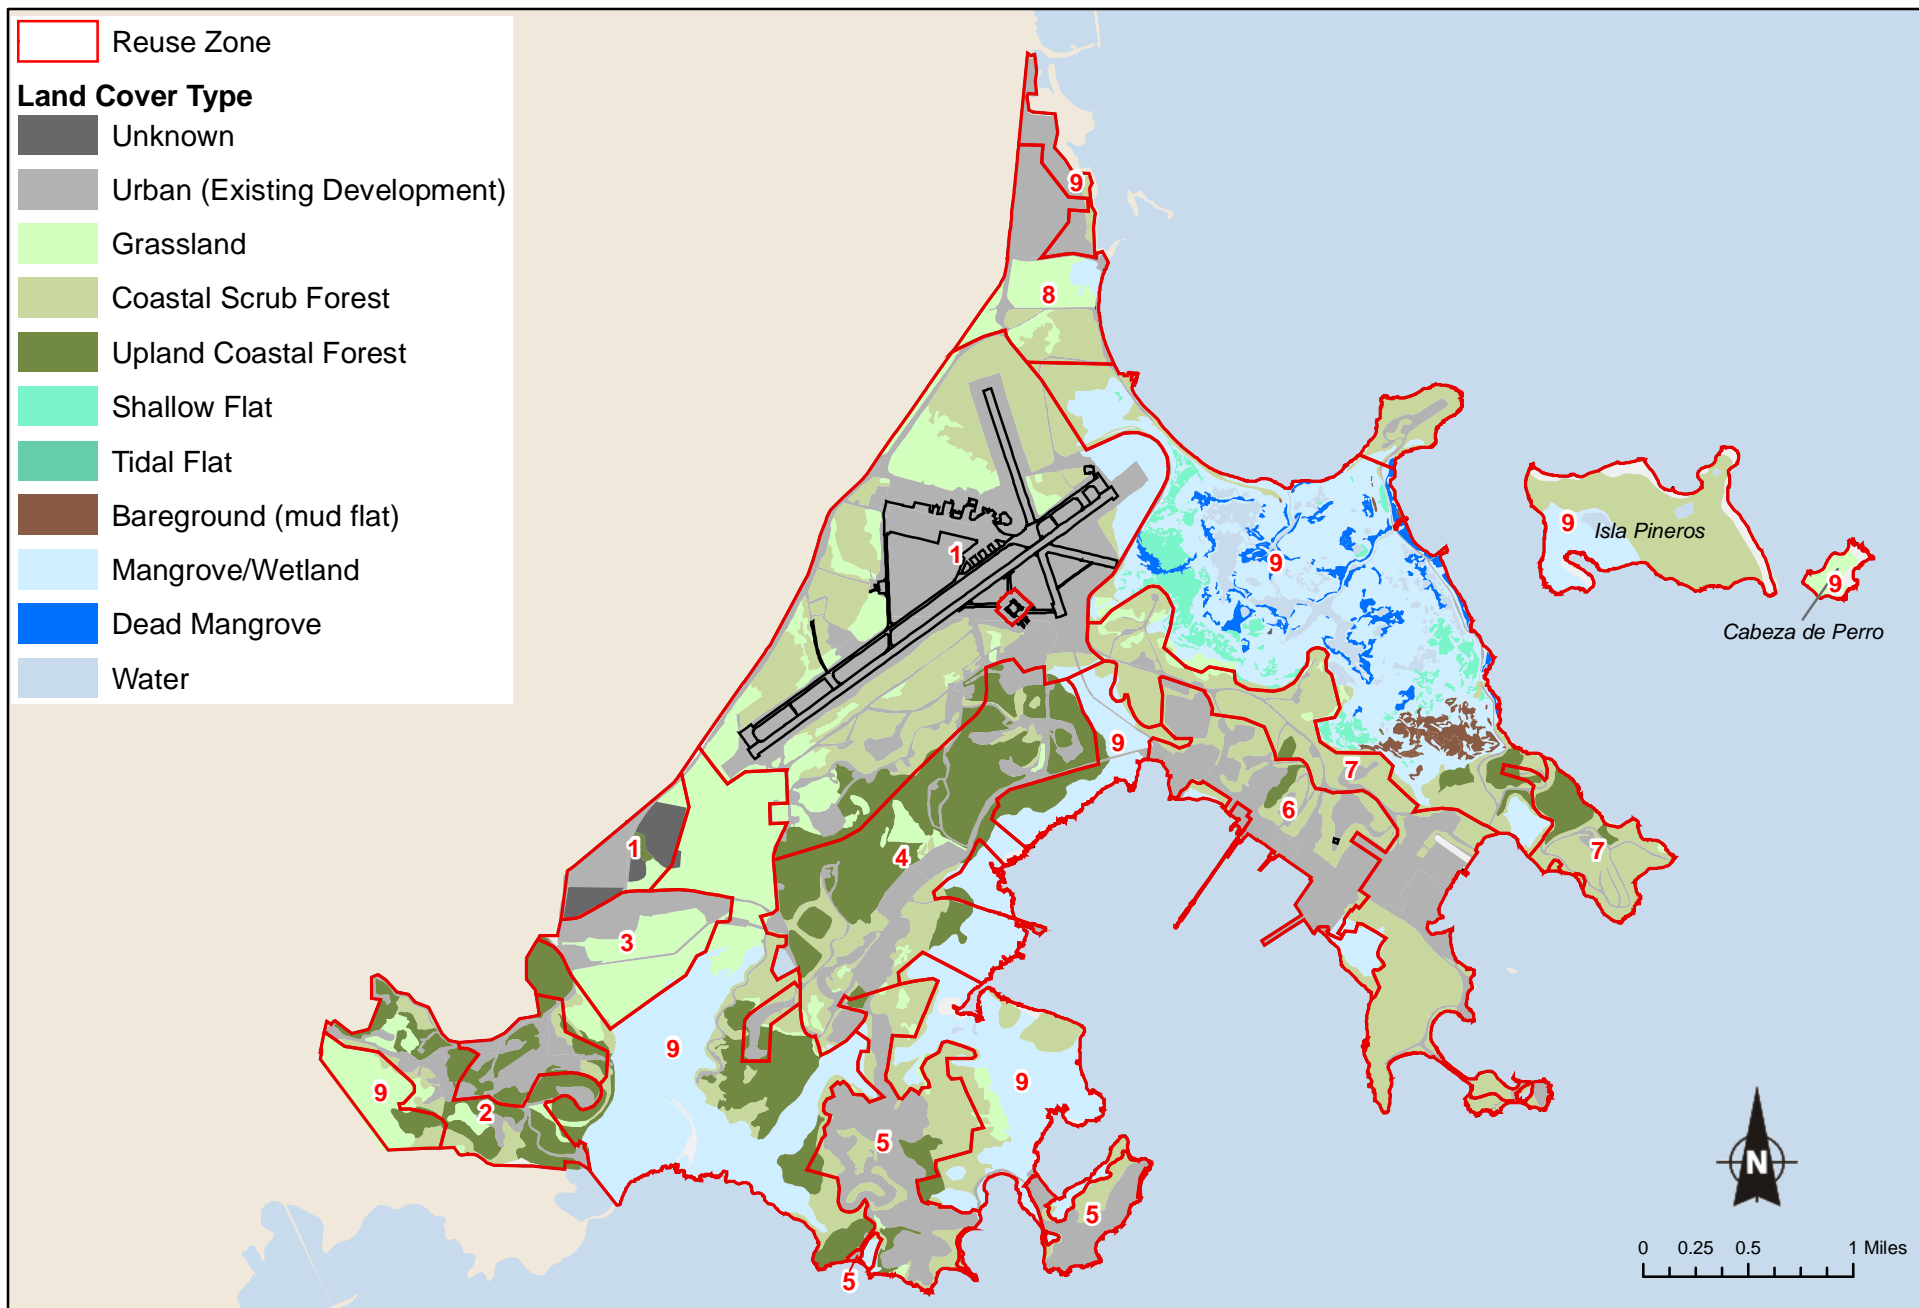 Reuse Zone
Land Cover Type
Unknown
Urban (Existing Development)
Grassland
Coastal Scrub Forest
Upland Coastal Forest
Shallow Flat
Tidal Flat
Bareground (mud flat)
Mangrove/Wetland
Dead Mangrove
Water
9
8
1
9
9
Isla Pineros
9
Cabeza de Perro
9
7
6
7
1
4
3
9
9
2
9
5
5
5
N
0 0.25 0.5 1 Miles